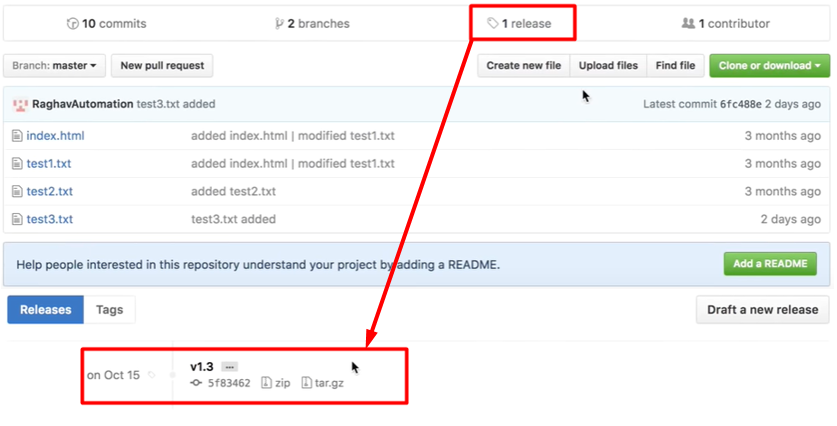 10 commits 2 branches 1 release 1 contributor
Branch: master New pull request Create new file Upload files Find file Clone or download
RaghavAutomation test3.txt added Latest commit 6fc488e 2 days ago
index.html added index.html | modified test1.txt 3 months ago
test1.txt added index.html | modified test1.txt 3 months ago
test2.txt added test2.txt 3 months ago
test3.txt test3.txt added 2 days ago
Help people interested in this repository understand your project by adding a README. Add a README
Releases Tags Draft a new release
v1.3 ...
on Oct 15 5f83462 zip tar.gz